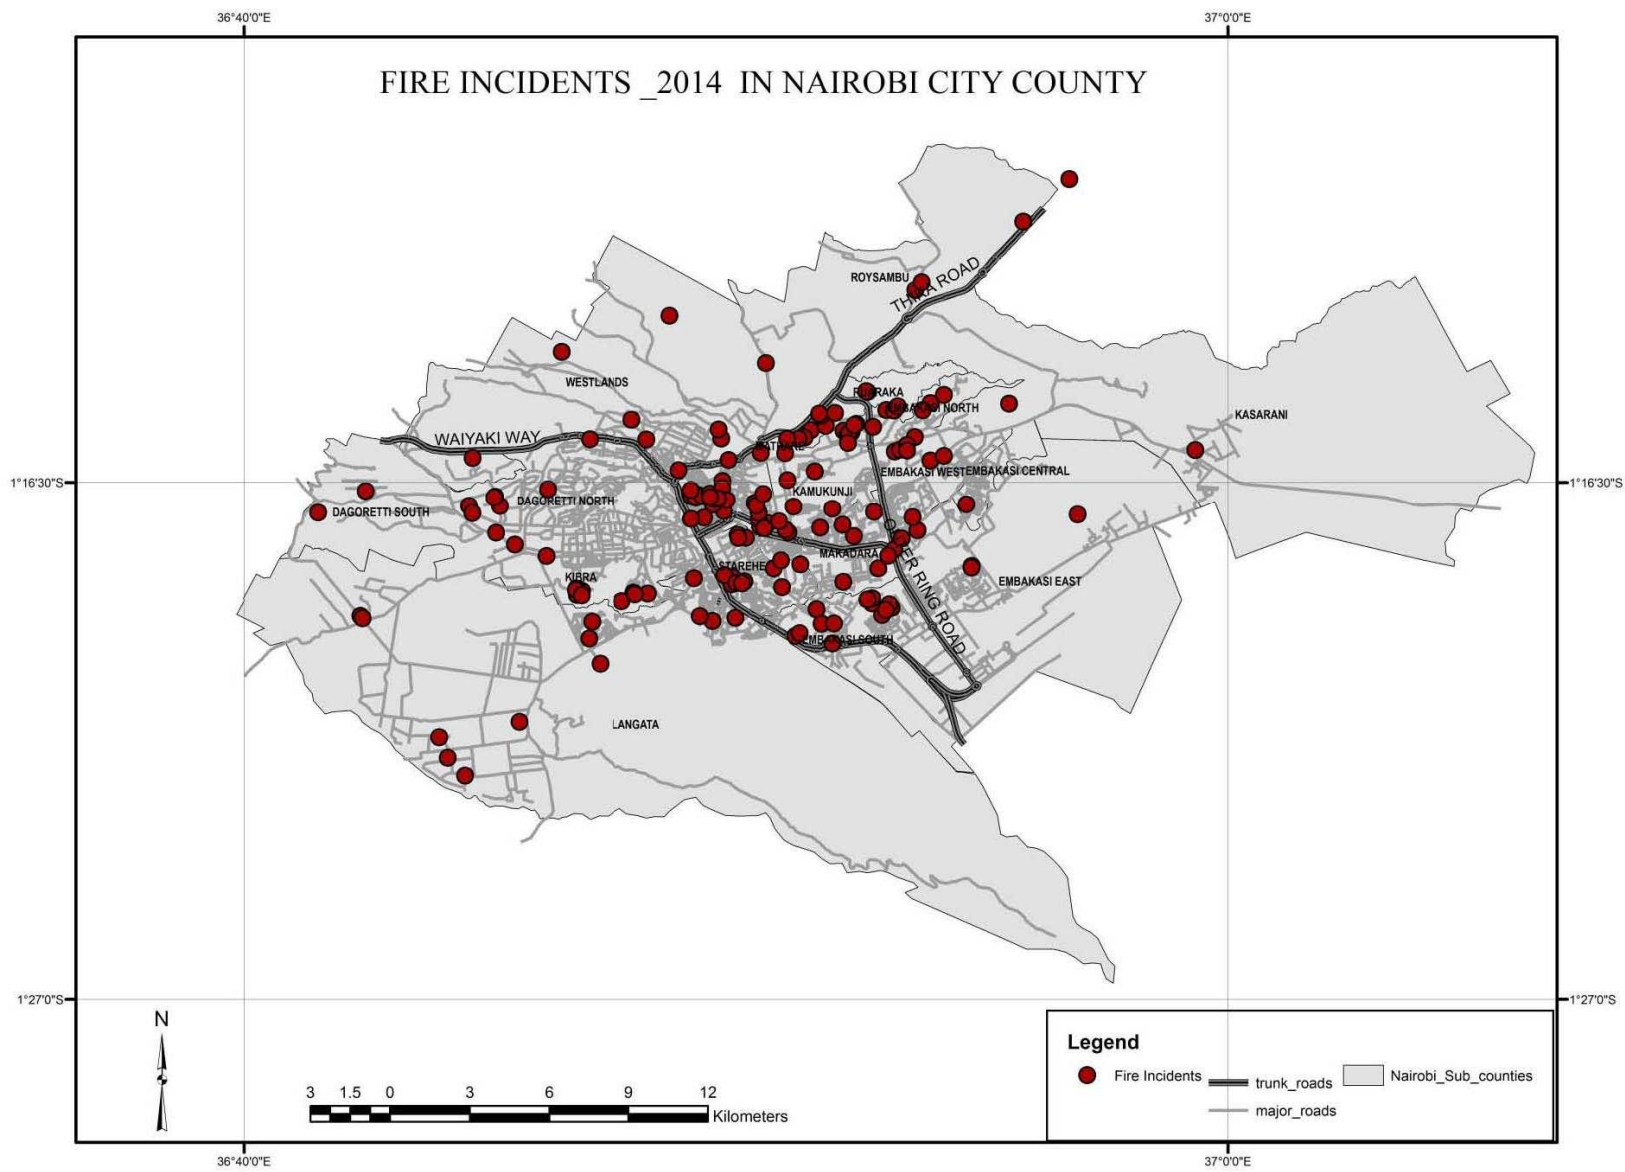 36°40'0"E
37°0'0"E
FIRE INCIDENTS _2014 IN NAIROBI CITY COUNTY
ROYSAMBU
THIKA ROAD
WESTLANDS
RUARAKA
EMBAKASI NORTH
KASARANI
WAIYAKI WAY
MATHARE
EMBAKASI WEST
EMBAKASI CENTRAL
1°16'30"S
1°16'30"S
KAMUKUNJI
DAGORETTI NORTH
DAGORETTI SOUTH
OUTER RING ROAD
MAKADARA
STAREHE
KIBRA
EMBAKASI EAST
EMBAKASI SOUTH
LANGATA
1°27'0"S
1°27'0"S
N
Legend
Fire Incidents
trunk_roads
Nairobi_Sub_counties
major_roads
3 1.5 0 3 6 9 12
Kilometers
36°40'0"E
37°0'0"E